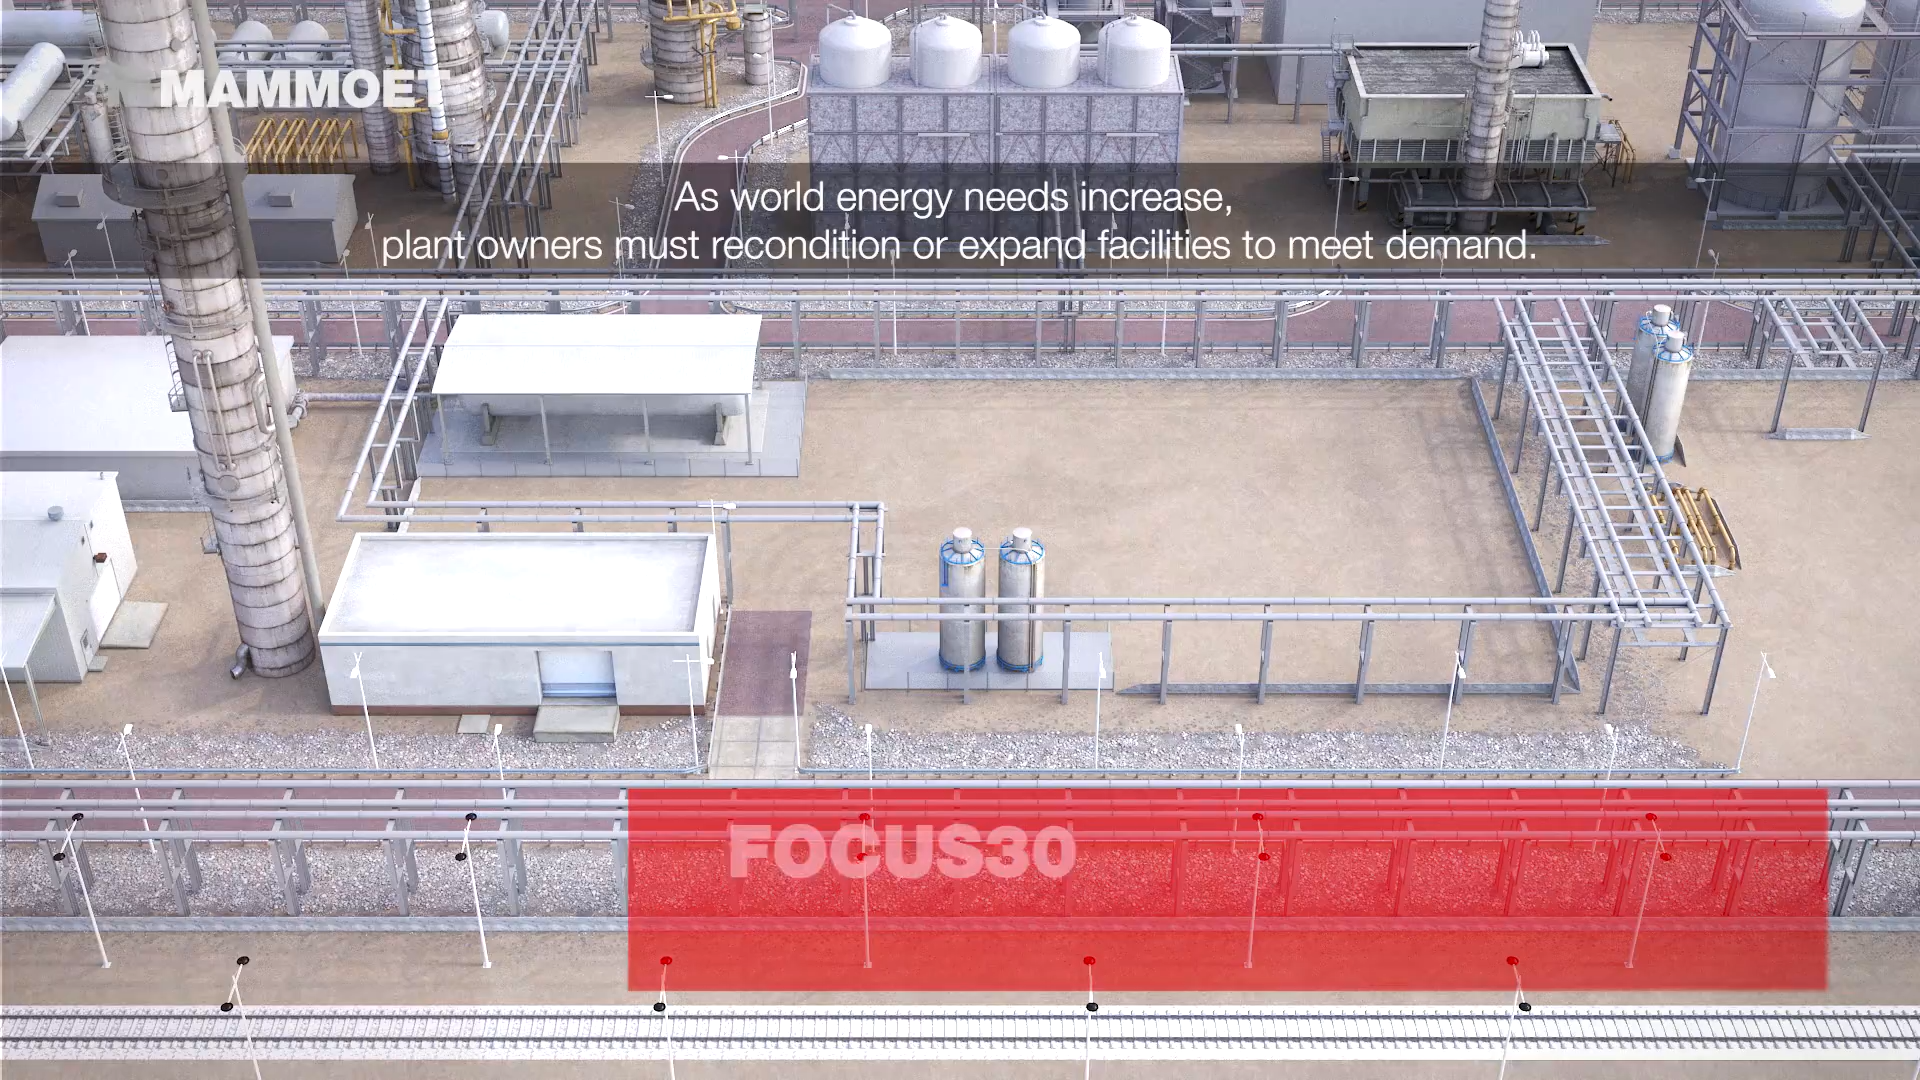 MAMMOET
As world energy needs increase,
plant owners must recondition or expand facilities to meet demand.
FOCUS30